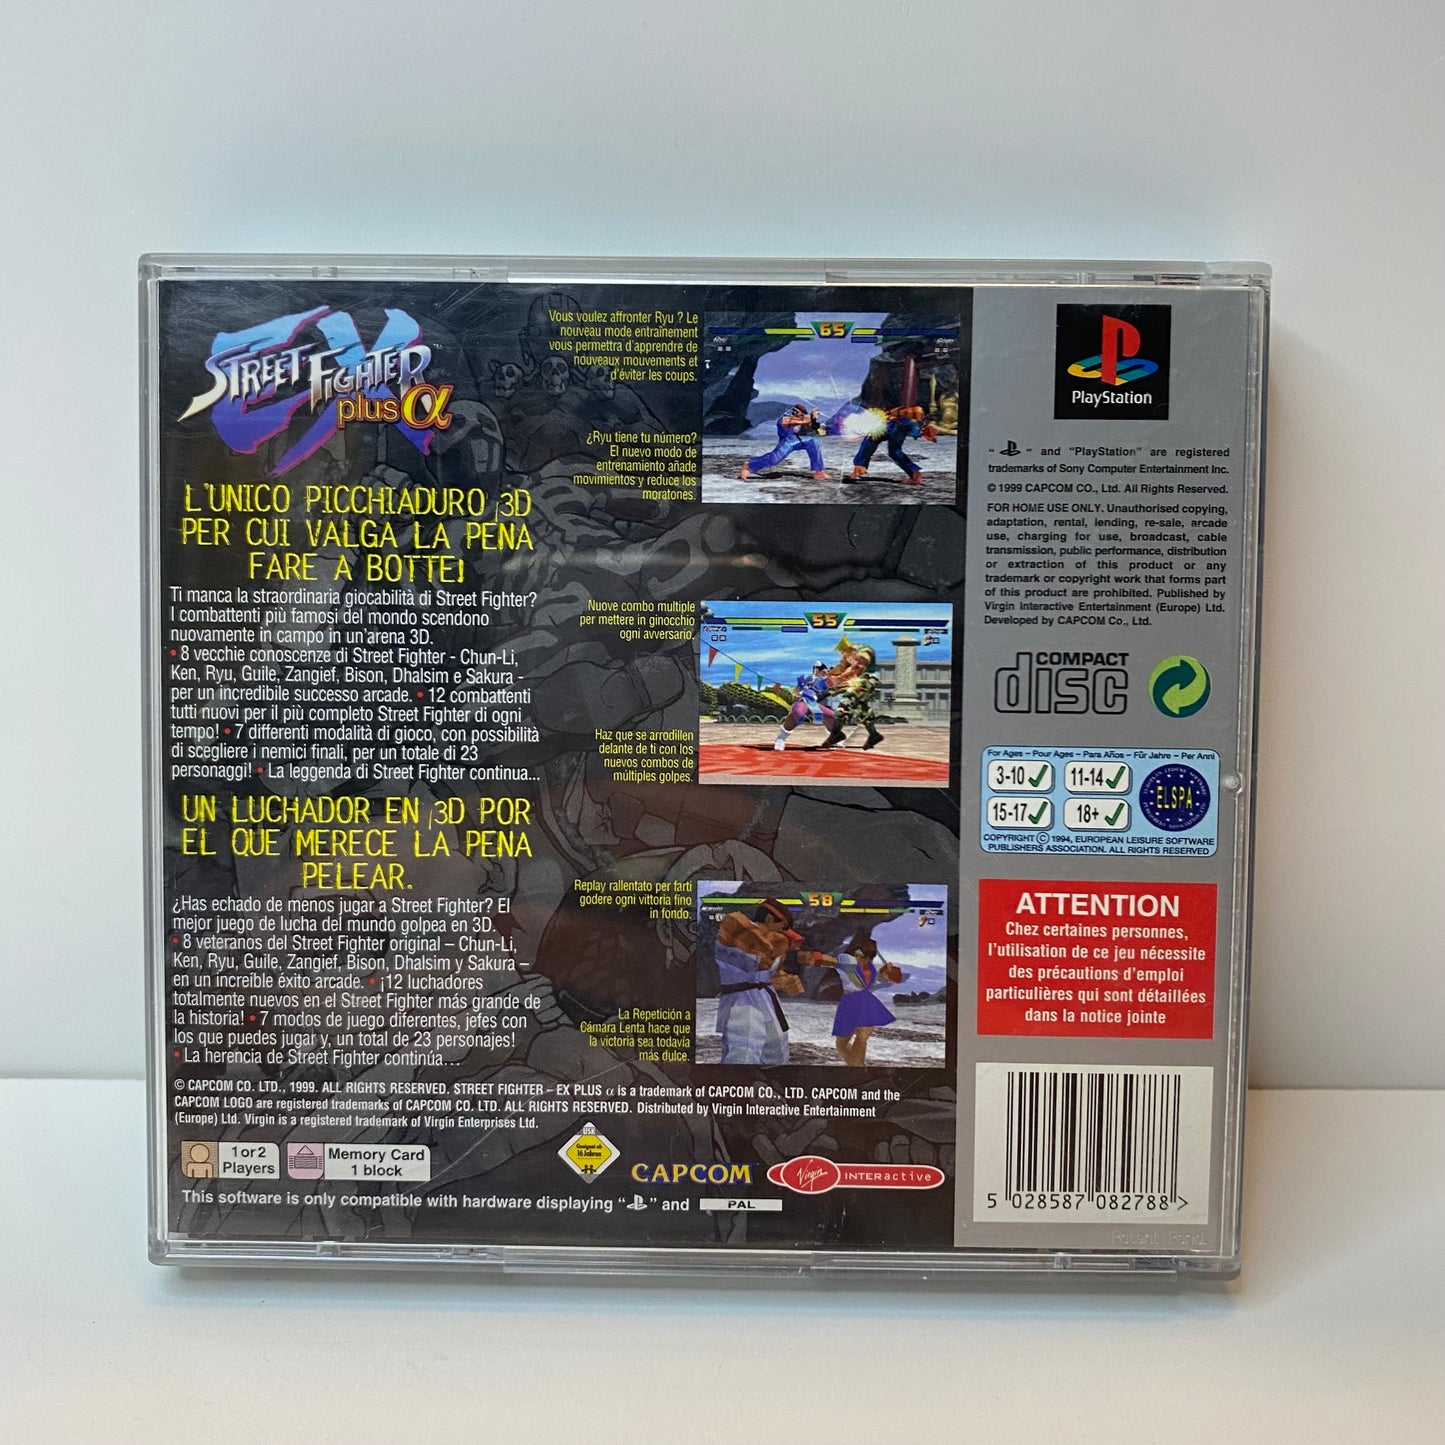 STREET FIGHTER™
EX
plus α
L'UNICO PICCHIADURO ¡3D
PER CUI VALGA LA PENA
FARE A BOTTE!
Ti manca la straordinaria giocabilità di Street Fighter?
I combattenti più famosi del mondo scendono
nuovamente in campo in un'arena 3D.
• 8 vecchie conoscenze di Street Fighter - Chun-Li,
Ken, Ryu, Guile, Zangief, Bison, Dhalsim e Sakura -
per un incredibile successo arcade. • 12 combattenti
tutti nuovi per il più completo Street Fighter di ogni
tempo! • 7 differenti modalità di gioco, con possibilità
di scegliere i nemici finali, per un totale di 23
personaggi! • La leggenda di Street Fighter continua...
UN LUCHADOR EN ¡3D POR
EL QUE MERECE LA PENA
PELEAR.
¿Has echado de menos jugar a Street Fighter? El
mejor juego de lucha del mundo golpea en 3D.
• 8 veteranos del Street Fighter original – Chun-Li,
Ken, Ryu, Guile, Zangief, Bison, Dhalsim y Sakura –
en un increíble éxito arcade. • ¡12 luchadores
totalmente nuevos en el Street Fighter más grande de
la historia! • 7 modos de juego diferentes, jefes con
los que puedes jugar y, un total de 23 personajes!
• La herencia de Street Fighter continúa...
Vous voulez affronter Ryu ? Le
nouveau mode entraînement
vous permettra d'apprendre de
nouveaux mouvements et
d'éviter les coups.
¿Ryu tiene tu número?
El nuevo modo de
entrenamiento añade
movimientos y reduce los
moratones.
65
Nuove combo multiple
per mettere in ginocchio
ogni avversario.
Haz que se arrodillen
delante de ti con los
nuevos combos de
múltiples golpes.
55
Replay rallentato per farti
godere ogni vittoria fino
in fondo.
La Repetición a
Cámara Lenta hace que
la victoria sea todavía
más dulce.
58
© CAPCOM CO. LTD., 1999. ALL RIGHTS RESERVED. STREET FIGHTER – EX PLUS α is a trademark of CAPCOM CO., LTD. CAPCOM and the
CAPCOM LOGO are registered trademarks of CAPCOM CO. LTD. ALL RIGHTS RESERVED. Distributed by Virgin Interactive Entertainment
(Europe) Ltd. Virgin is a registered trademark of Virgin Enterprises Ltd.
1 or 2
Players
Memory Card
1 block
USK
Geeignet ab
16 Jahren
CAPCOM
Virgin INTERactive
This software is only compatible with hardware displaying “ ” and PAL
PlayStation
“ ” and “PlayStation” are registered
trademarks of Sony Computer Entertainment Inc.
© 1999 CAPCOM CO., Ltd. All Rights Reserved.
FOR HOME USE ONLY. Unauthorised copying,
adaptation, rental, lending, re-sale, arcade
use, charging for use, broadcast, cable
transmission, public performance, distribution
or extraction of this product or any
trademark or copyright work that forms part
of this product are prohibited. Published by
Virgin Interactive Entertainment (Europe) Ltd.
Developed by CAPCOM Co., Ltd.
COMPACT
disc
For Ages – Pour Ages – Para Años – Für Jahre – Per Anni
3-10 ✓ 11-14 ✓
15-17 ✓ 18+ ✓
ELSPA
COPYRIGHT © 1994, EUROPEAN LEISURE SOFTWARE
PUBLISHERS ASSOCIATION. ALL RIGHTS RESERVED
ATTENTION
Chez certaines personnes,
l'utilisation de ce jeu nécessite
des précautions d'emploi
particulières qui sont détaillées
dans la notice jointe
5 028587 082788 >
Patent Pend.